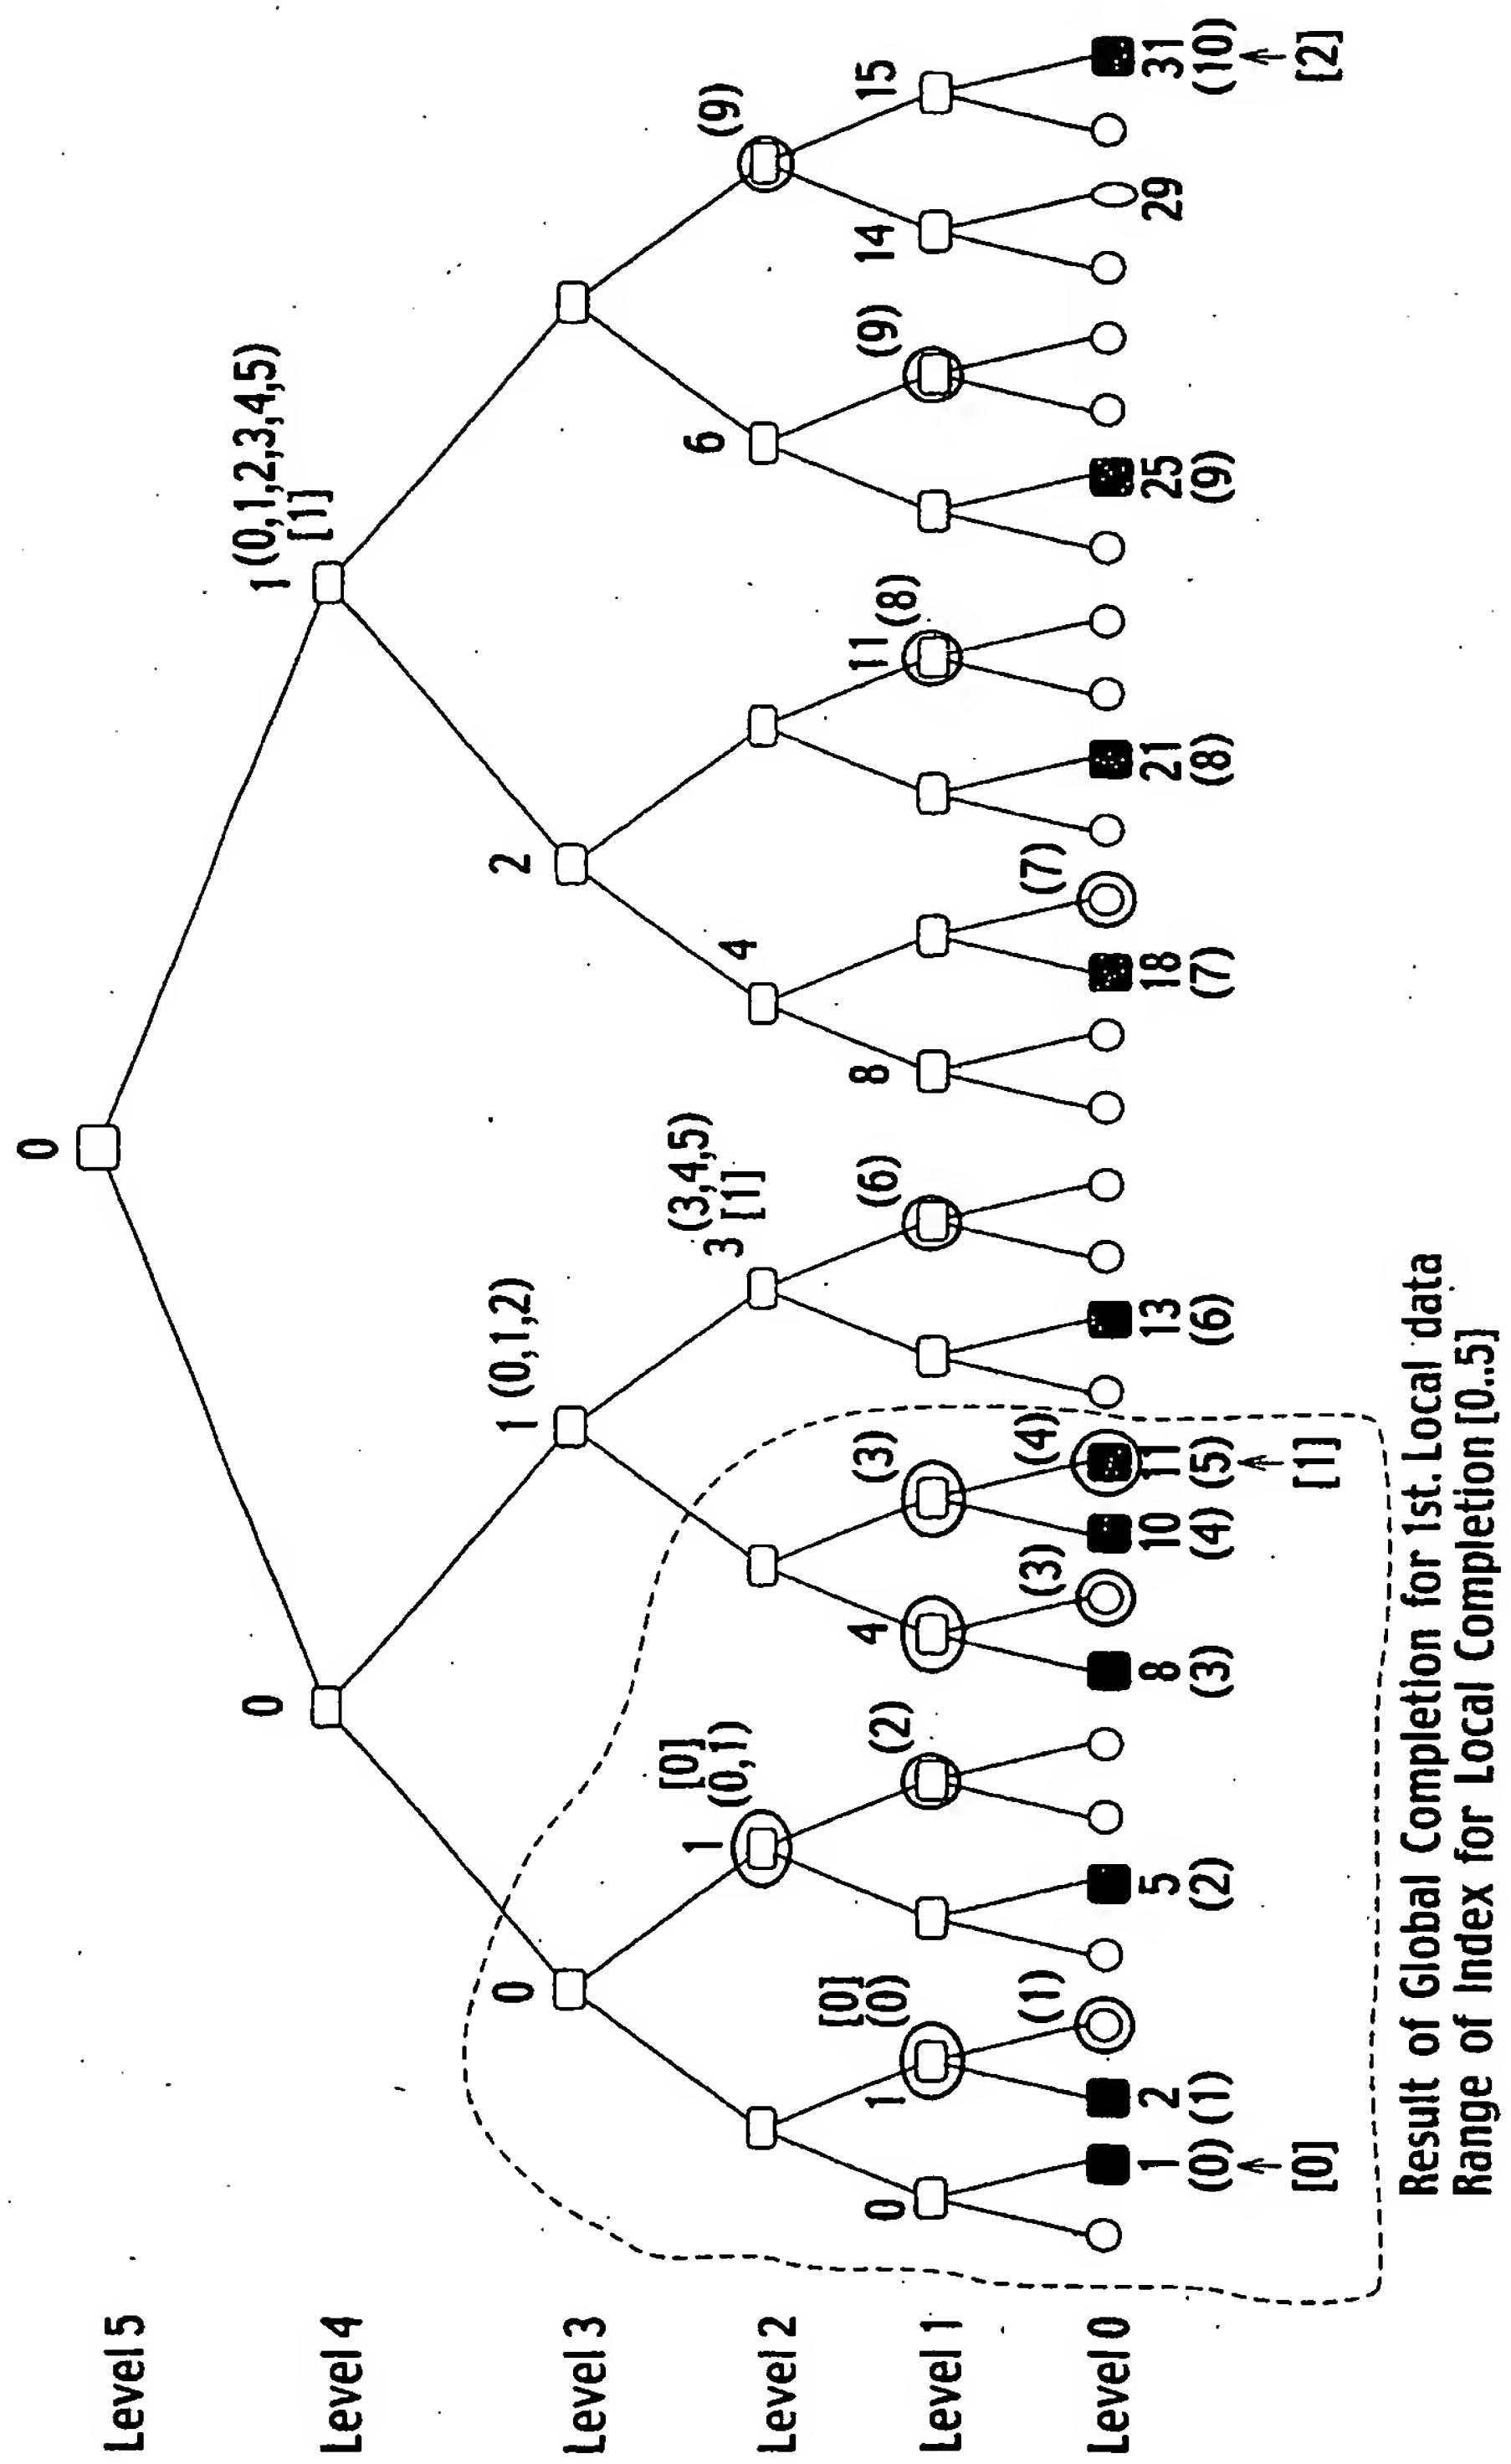 0
Level 5
(0,1,2,3,4,5)
0 1 [1]
Level 4
0 1 (0,1,2) 2
Level 3
[0] (3,4,5)
1 (0,1) 3 [1] 4 6 (9)
Level 2
[0]
0 1 (0) (2) 4 (3) (6) 8 11 (8) (9) 14 15
Level 1
(1) (3) (4) (7)
Level 0
1 2 5 8 10 11 13 18 21 25 29 31
(0) (1) (2) (3) (4) (5) (6) (7) (8) (9) (10)
[0] [1] [2]
Result of Global Completion for 1st. Local data
Range of Index for Local Completion [0..5]